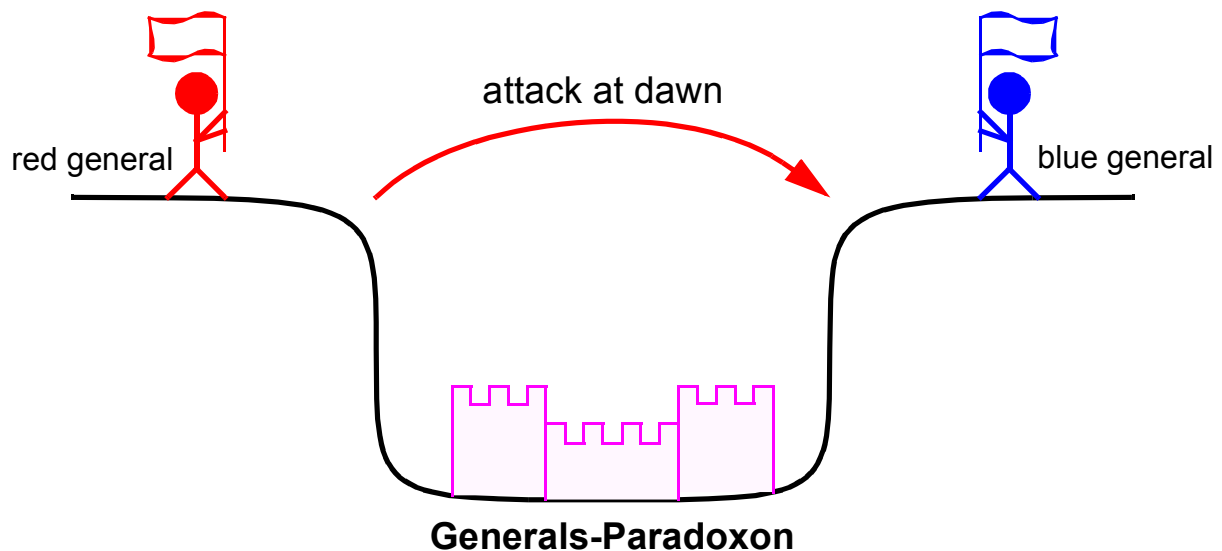 attack at dawn
red general
blue general
Generals-Paradoxon